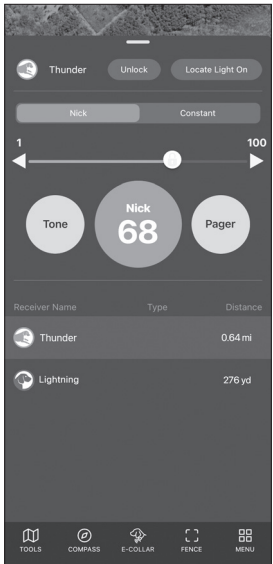 Thunder Unlock Locate Light On
Nick Constant
1 100
Tone Nick 68 Pager
Receiver Name Type Distance
Thunder 0.64 mi
Lightning 276 yd
TOOLS COMPASS E-COLLAR FENCE MENU